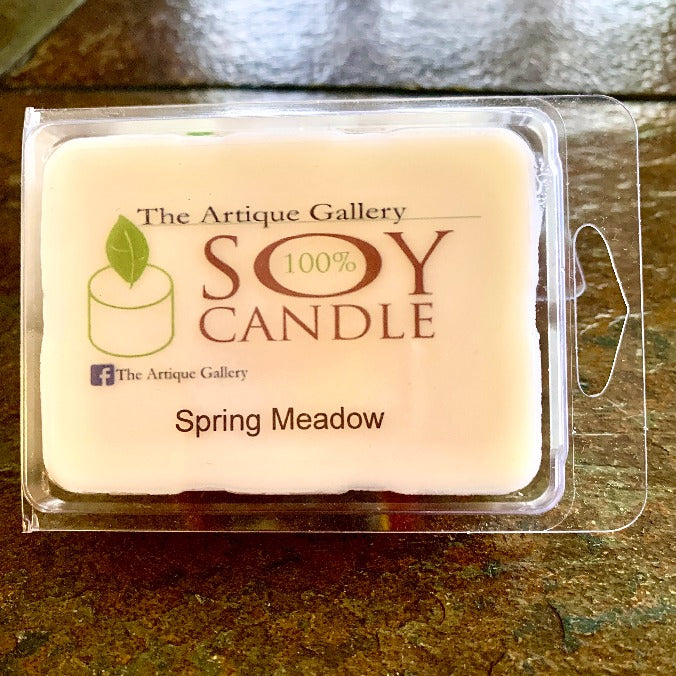 The Artique Gallery
SOY
100%
CANDLE
f The Artique Gallery
Spring Meadow